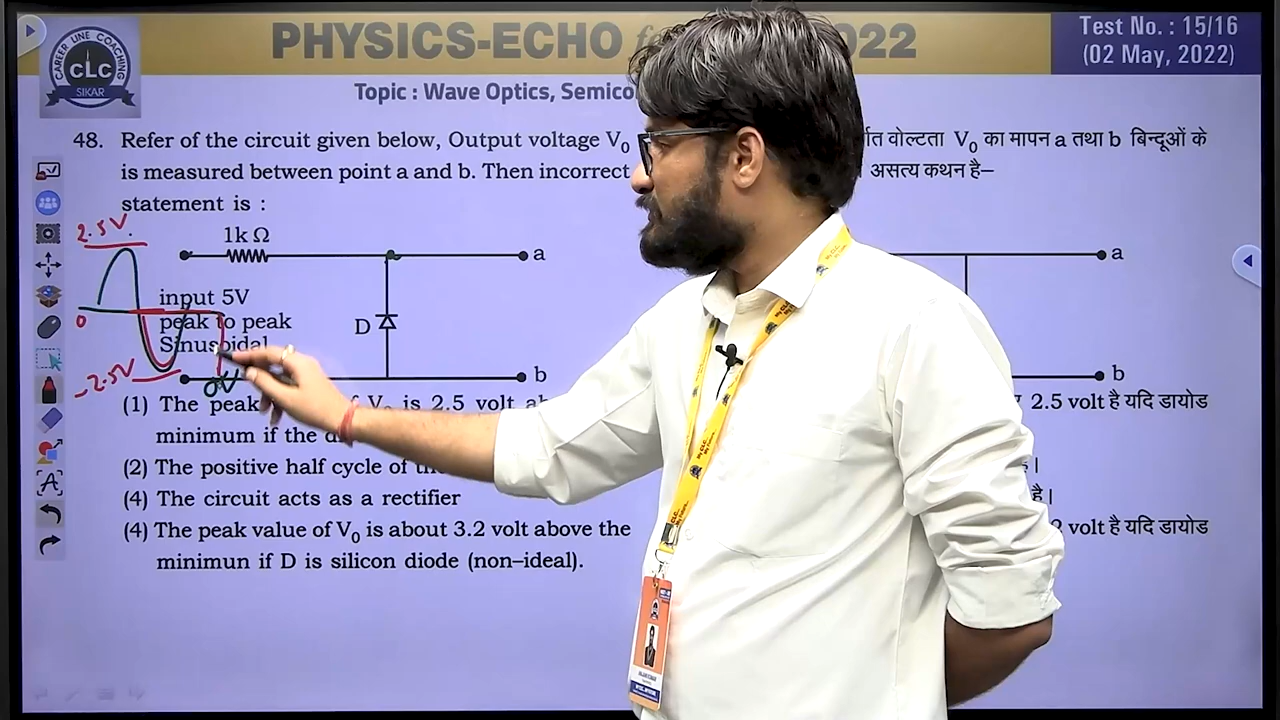 PHYSICS-ECHO 2022
Test No. : 15/16
(02 May, 2022)
CAREER LINE COACHING
CLC
SIKAR
Topic : Wave Optics,
48. Refer of the circuit given below, Output voltage V₀
वोल्टता V₀ का मापन a तथा b बिन्दूओं के
is measured between point a and b. Then incorrect
असत्य कथन है–
statement is :
2.5V.
1k Ω
a
a
input 5V
0
peak to peak
D
Sinusoidal
-2.5V
0V
b
b
(1) The peak V₀ is 2.5 volt
2.5 volt है यदि डायोड
minimum if the
(2) The positive half cycle of
है।
(4) The circuit acts as a rectifier
है।
(4) The peak value of V₀ is about 3.2 volt above the
volt है यदि डायोड
minimun if D is silicon diode (non–ideal).